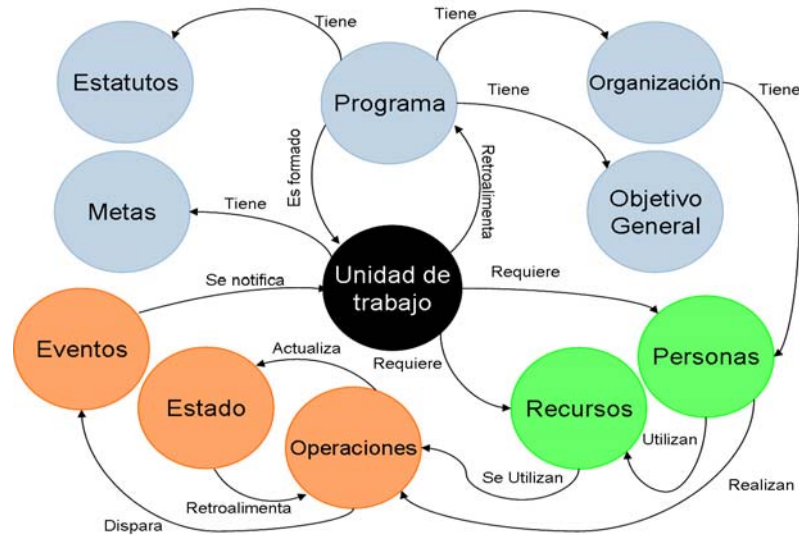 Tiene
Tiene
Estatutos
Programa
Organización
Tiene
Tiene
Es formado
Retroalimenta
Metas
Tiene
Objetivo
General
Se notifica
Unidad de
trabajo
Requiere
Eventos
Actualiza
Requiere
Personas
Estado
Recursos
Operaciones
Utilizan
Se Utilizan
Realizan
Retroalimenta
Dispara